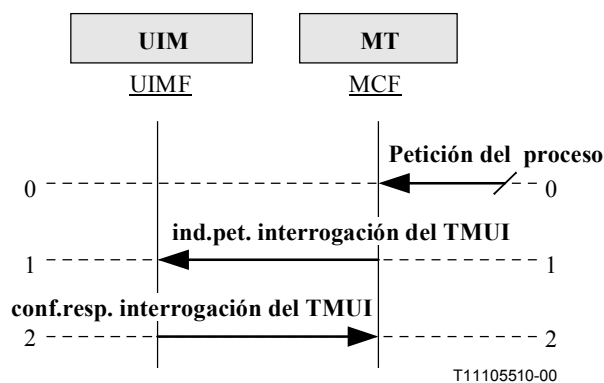 UIM MT
UIMF MCF
Petición del proceso
0 0
ind.pet. interrogación del TMUI
1 1
conf.resp. interrogación del TMUI
2 2
T11105510-00